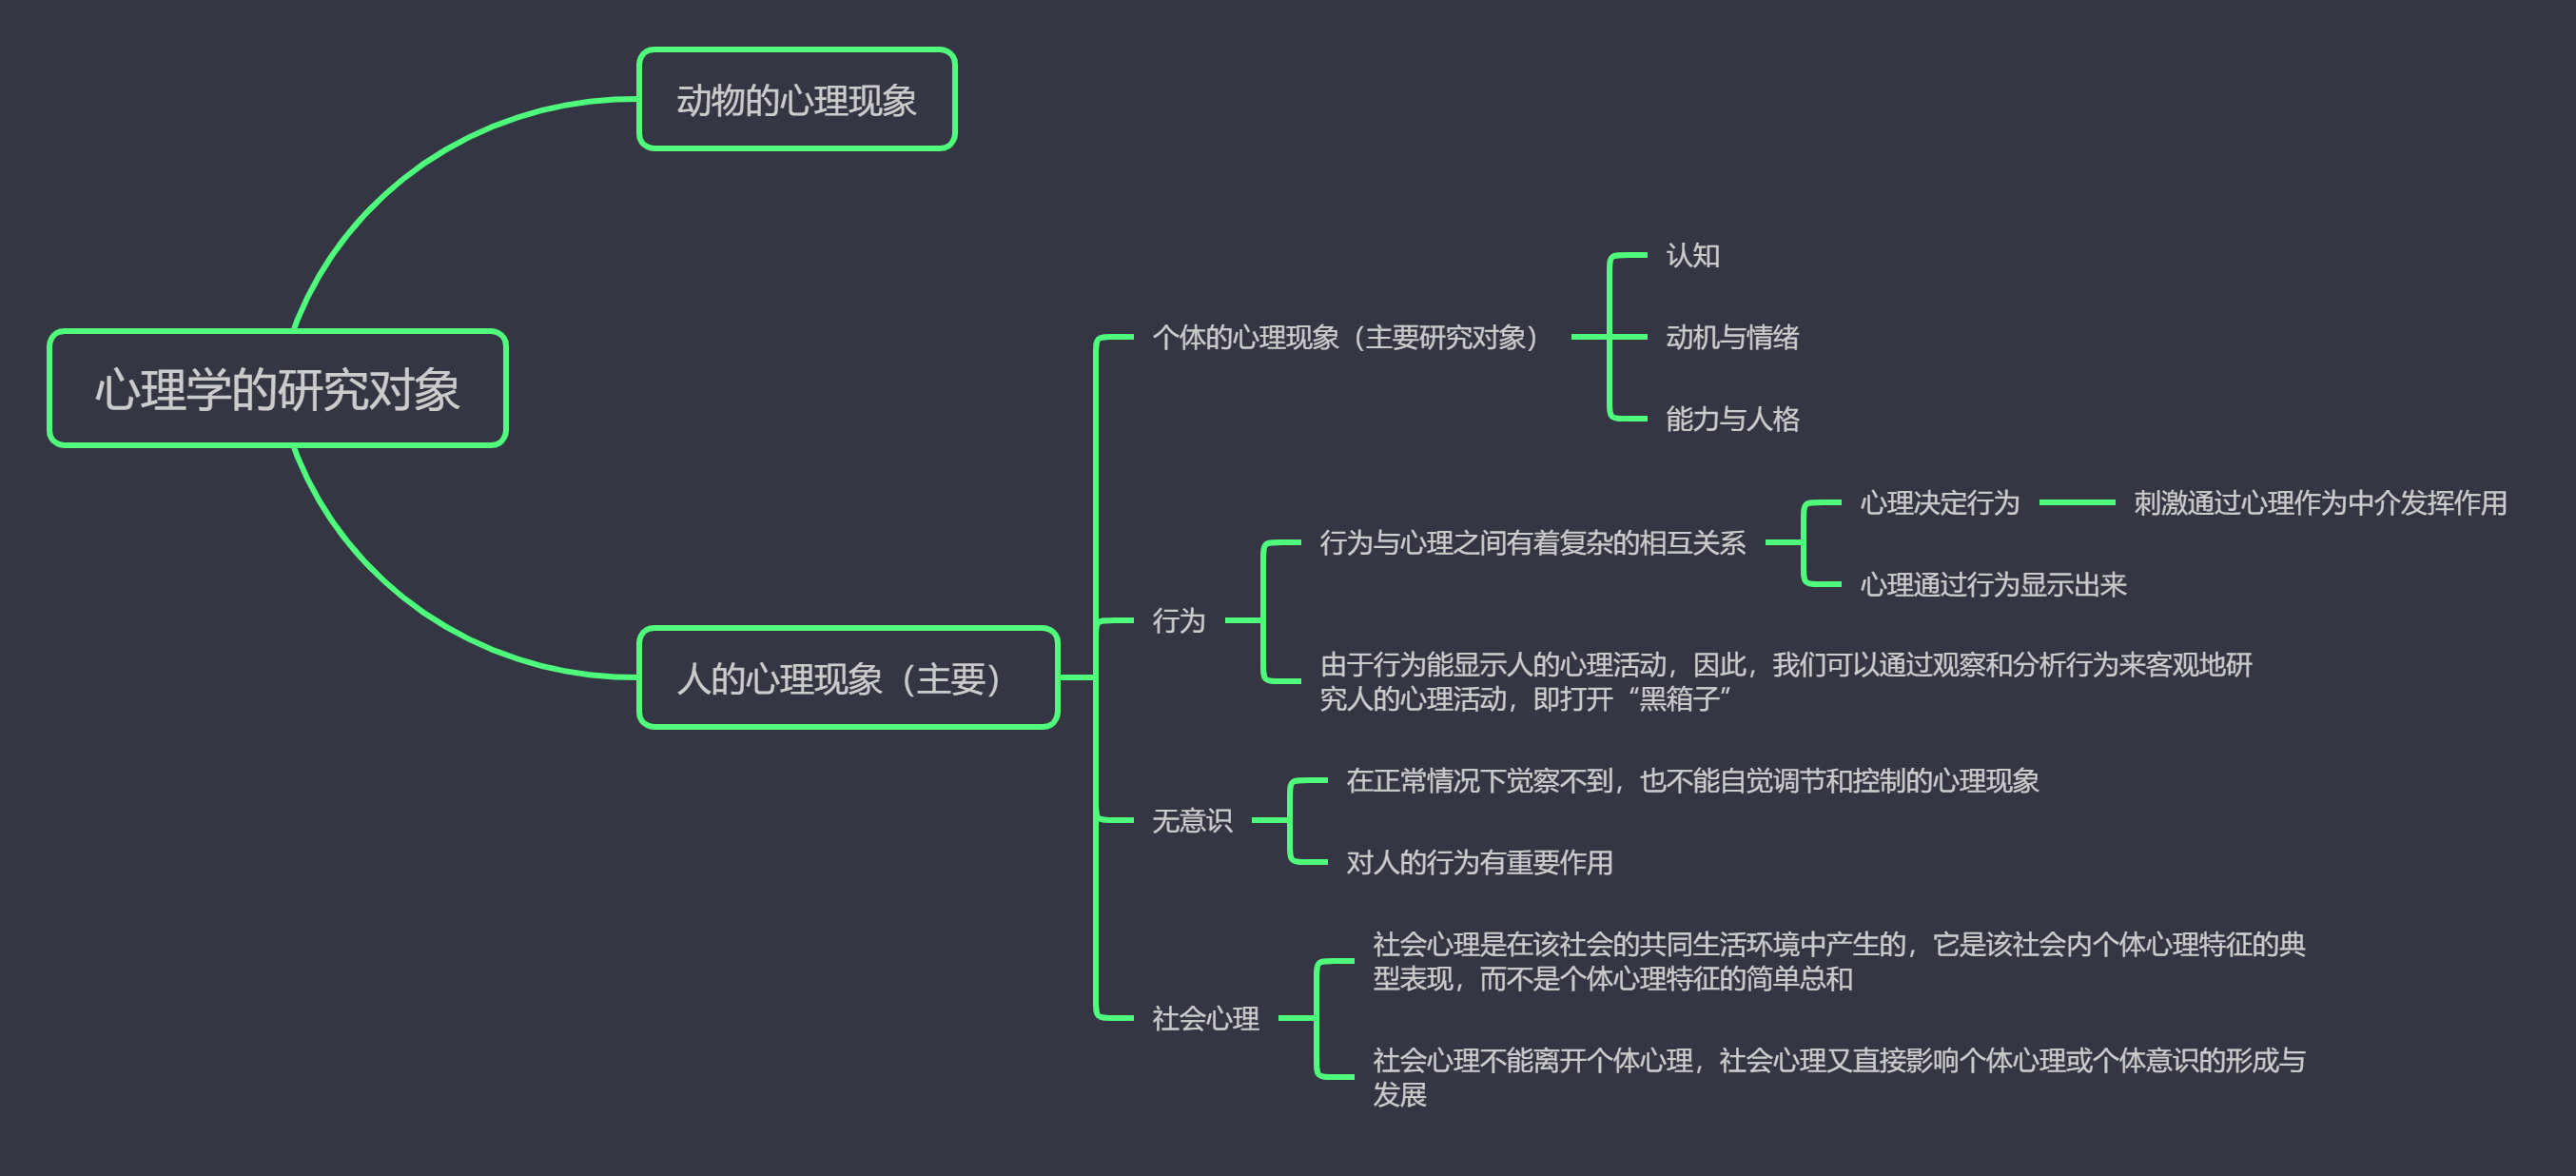 动物的心理现象
心理学的研究对象
人的心理现象（主要）
个体的心理现象（主要研究对象）
认知
动机与情绪
能力与人格
行为
行为与心理之间有着复杂的相互关系
心理决定行为
刺激通过心理作为中介发挥作用
心理通过行为显示出来
由于行为能显示人的心理活动，因此，我们可以通过观察和分析行为来客观地研
究人的心理活动，即打开“黑箱子”
无意识
在正常情况下觉察不到，也不能自觉调节和控制的心理现象
对人的行为有重要作用
社会心理
社会心理是在该社会的共同生活环境中产生的，它是该社会内个体心理特征的典
型表现，而不是个体心理特征的简单总和
社会心理不能离开个体心理，社会心理又直接影响个体心理或个体意识的形成与
发展